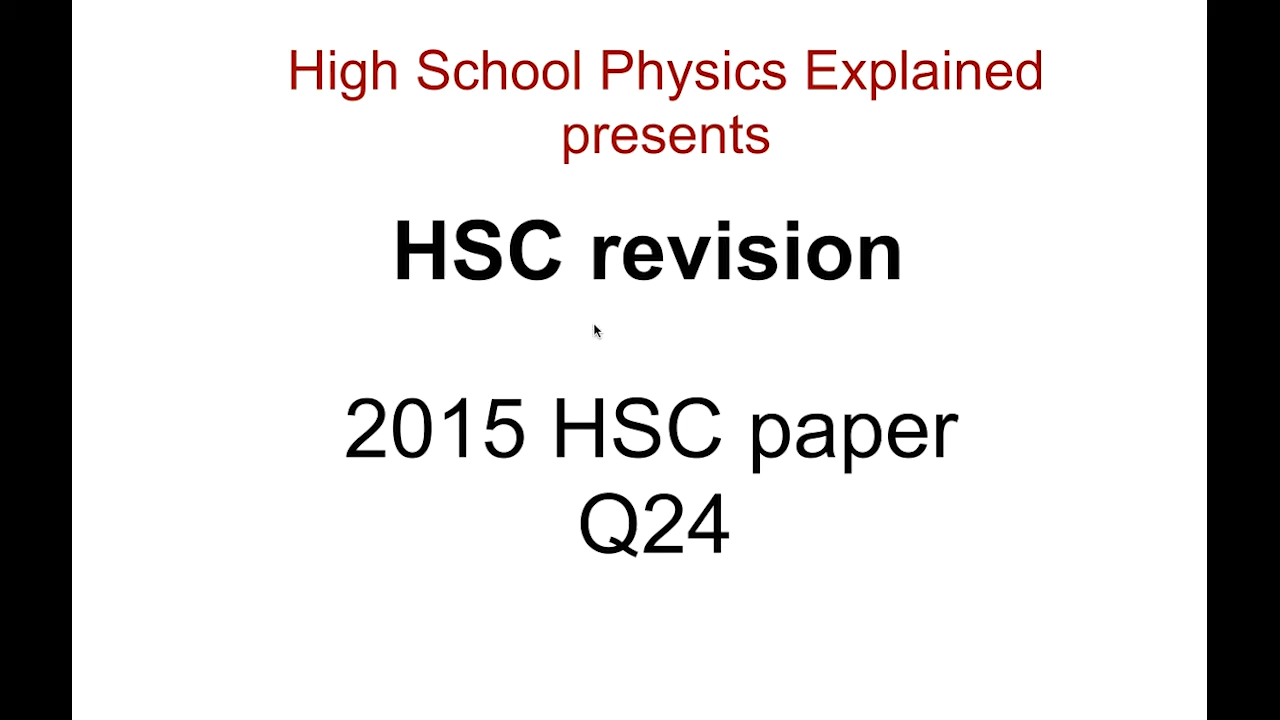 High School Physics Explained
presents
HSC revision
2015 HSC paper
Q24